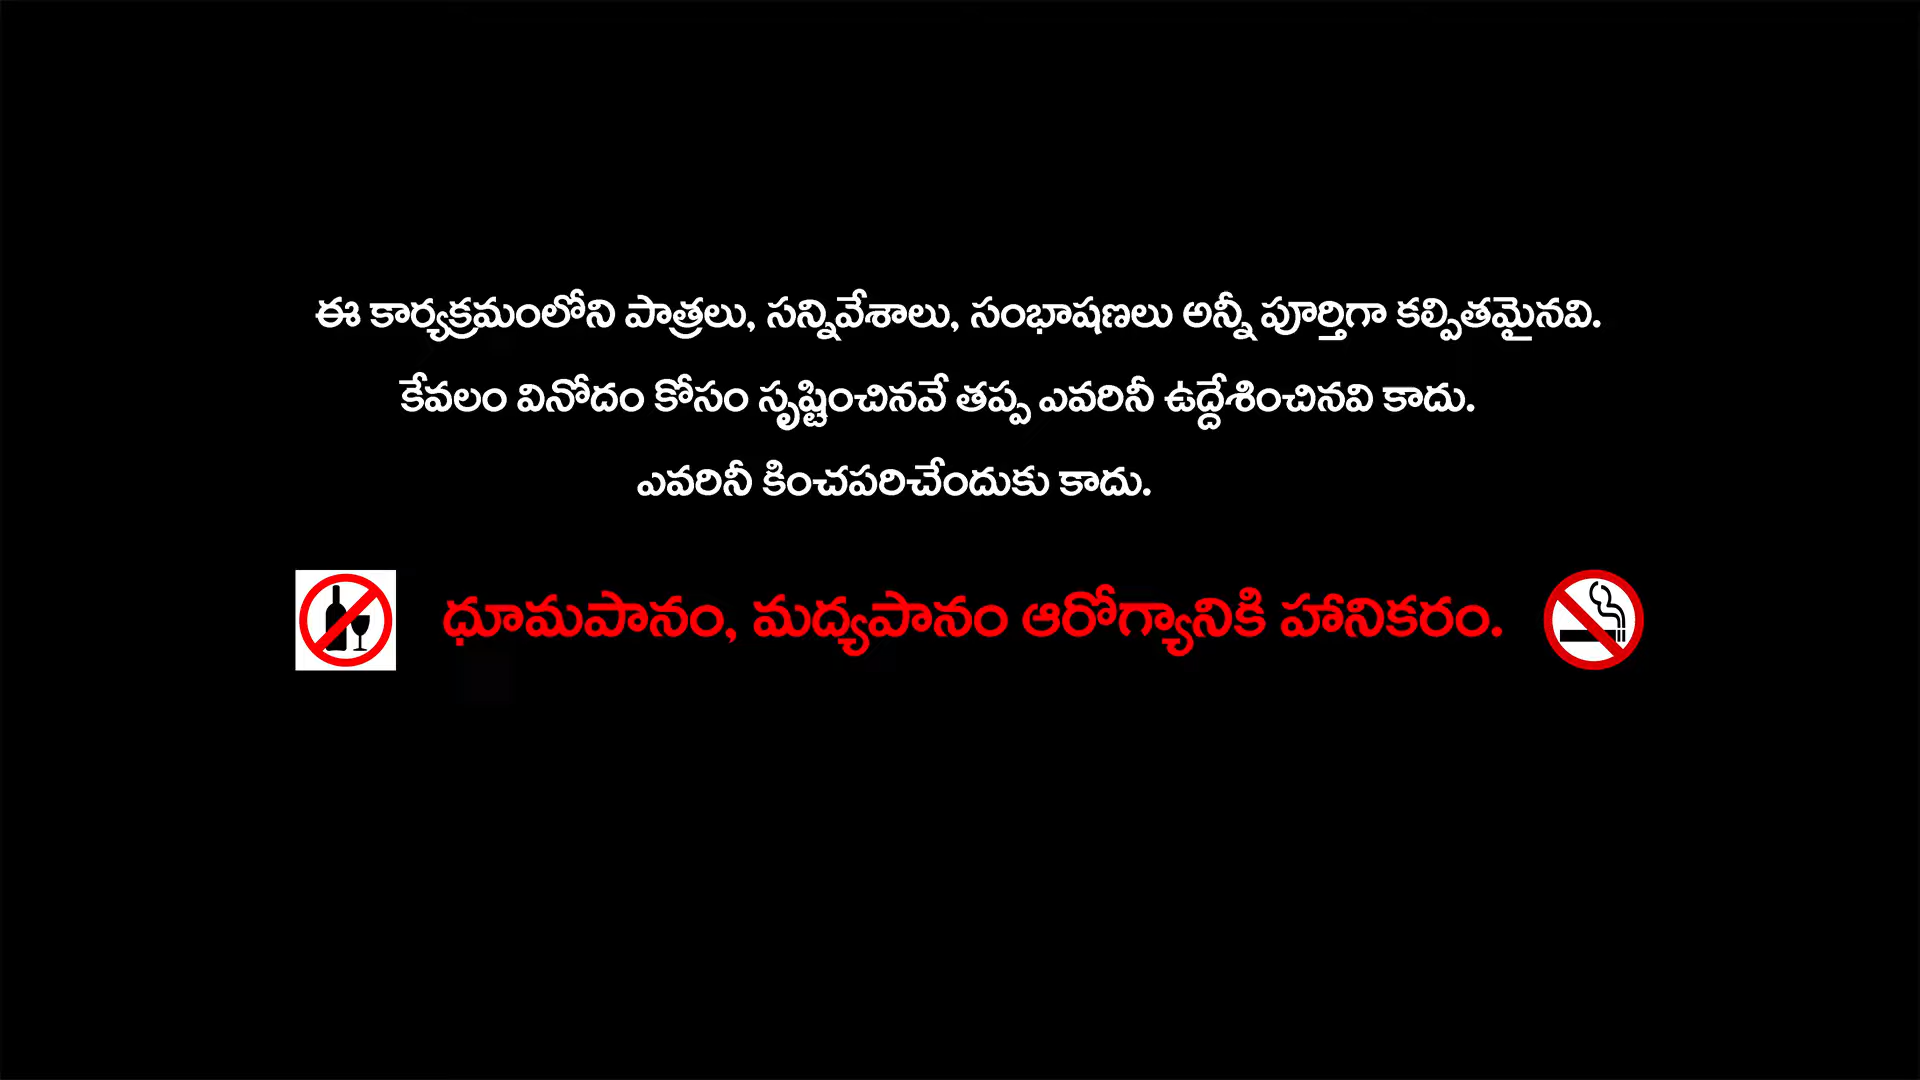 ఈ కార్యక్రమంలోని పాత్రలు, సన్నివేశాలు, సంభాషణలు అన్నీ పూర్తిగా కల్పితమైనవి.
కేవలం వినోదం కోసం సృష్టించినవే తప్ప ఎవరినీ ఉద్దేశించినవి కాదు.
ఎవరినీ కించపరిచేందుకు కాదు.
ధూమపానం, మద్యపానం ఆరోగ్యానికి హానికరం.